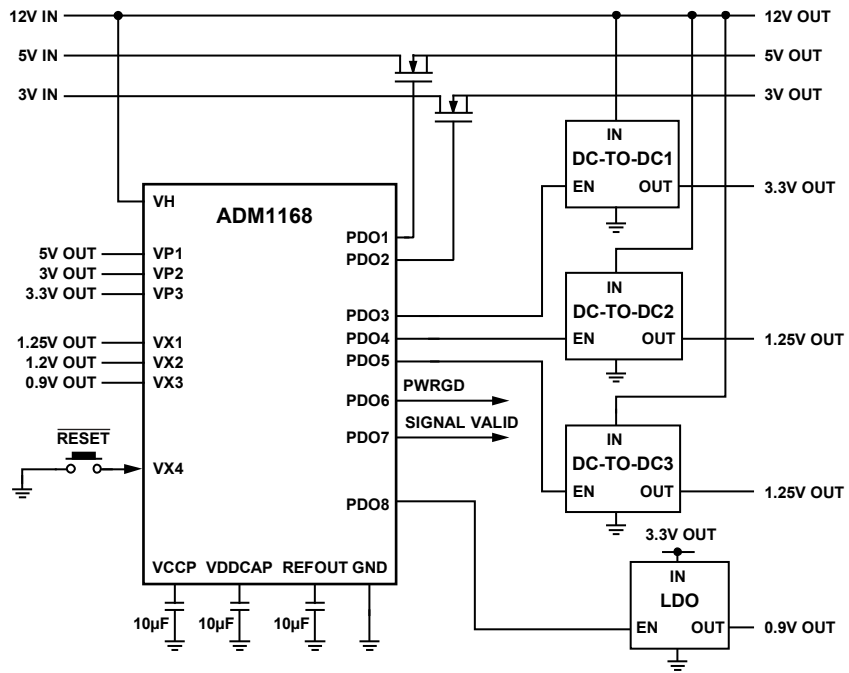 12V IN
12V OUT
5V IN
5V OUT
3V IN
3V OUT
IN
DC-TO-DC1
EN OUT
3.3V OUT
VH
ADM1168
PDO1
PDO2
5V OUT VP1
3V OUT VP2
3.3V OUT VP3
IN
DC-TO-DC2
EN OUT
1.25V OUT
PDO3
PDO4
PDO5
1.25V OUT VX1
1.2V OUT VX2
0.9V OUT VX3
PDO6
PWRGD
PDO7
SIGNAL VALID
RESET
VX4
IN
DC-TO-DC3
EN OUT
1.25V OUT
PDO8
3.3V OUT
IN
LDO
EN OUT
0.9V OUT
VCCP VDDCAP REFOUT GND
10µF 10µF 10µF